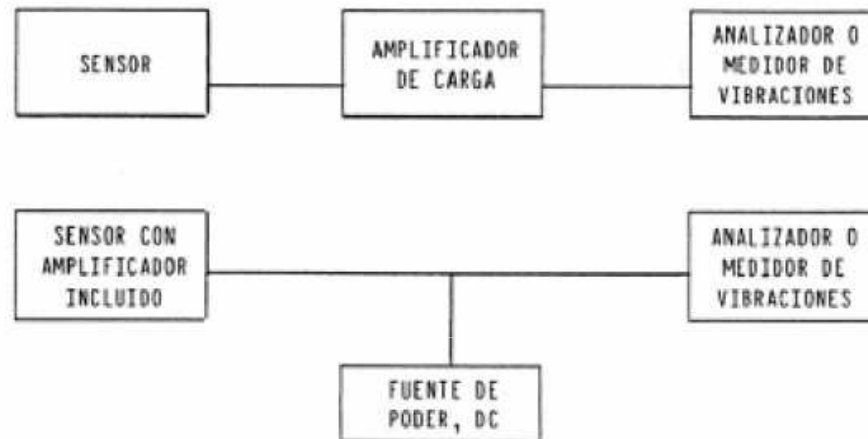 SENSOR
AMPLIFICADOR
DE CARGA
ANALIZADOR O
MEDIDOR DE
VIBRACIONES
SENSOR CON
AMPLIFICADOR
INCLUIDO
ANALIZADOR O
MEDIDOR DE
VIBRACIONES
FUENTE DE
PODER, DC